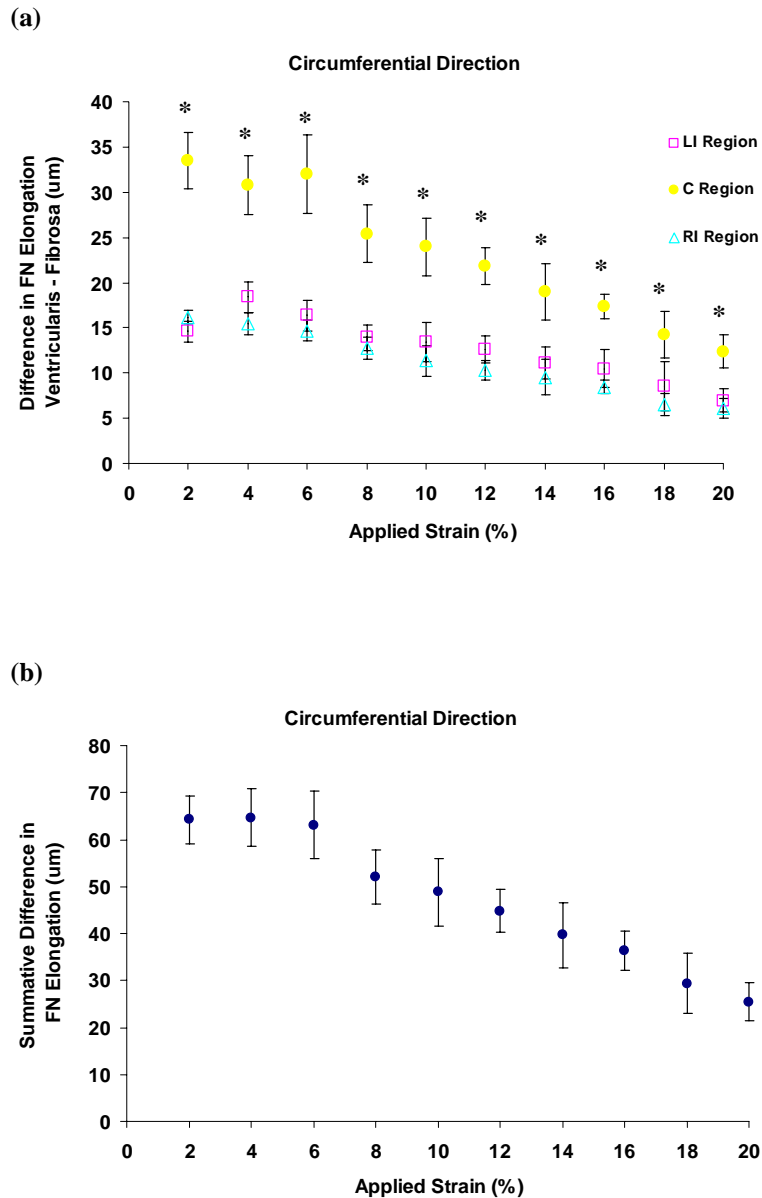 (a)
Circumferential Direction
Difference in FN Elongation
Ventricularis - Fibrosa (um)
40
35
30
25
20
15
10
5
0
* * * * * * * * * *
LI Region
C Region
RI Region
0 2 4 6 8 10 12 14 16 18 20
Applied Strain (%)
(b)
Circumferential Direction
Summative Difference in
FN Elongation (um)
80
70
60
50
40
30
20
10
0
0 2 4 6 8 10 12 14 16 18 20
Applied Strain (%)